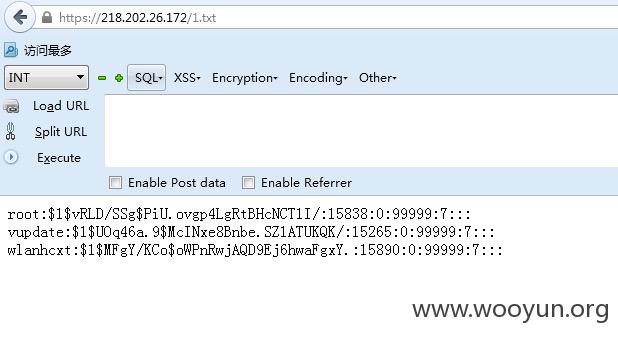 https://218.202.26.172/1.txt
访问最多
INT SQL XSS Encryption Encoding Other
Load URL
Split URL
Execute
Enable Post data Enable Referrer
root:$1$vRLD/SSg$PiU.ovgp4LgRtBHcNCT1I/:15838:0:99999:7:::
vupdate:$1$UOq46a.9$McINxe8Bnbe.SZ1ATUKQK/:15265:0:99999:7:::
wlanhcxt:$1$MFgY/KCo$oWPnRwjAQD9Ej6hwaFgxY.:15890:0:99999:7:::
www.wooyun.org